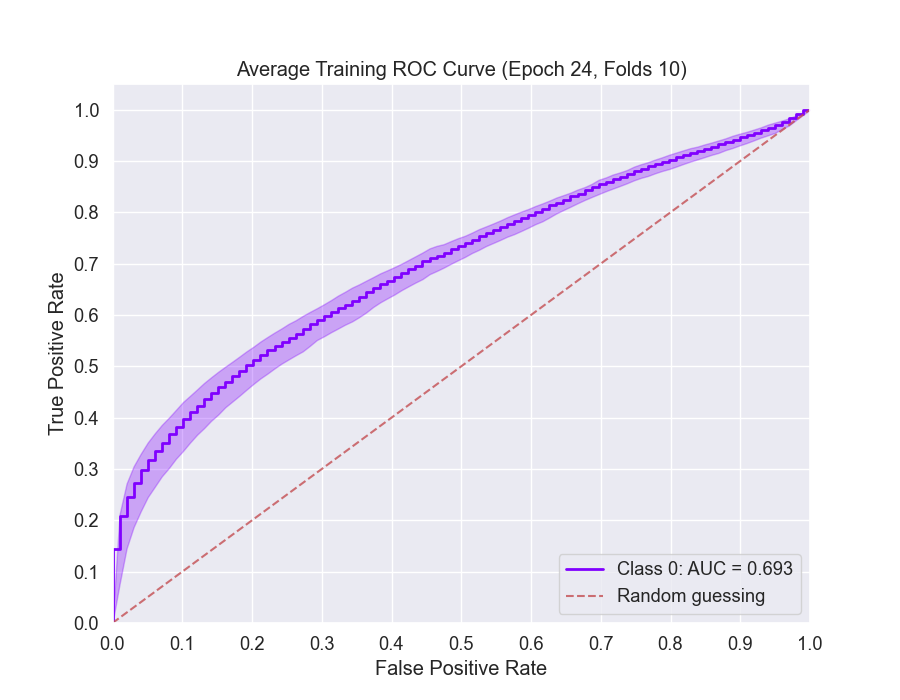 Average Training ROC Curve (Epoch 24, Folds 10)
True Positive Rate
1.0
0.9
0.8
0.7
0.6
0.5
0.4
0.3
0.2
0.1
0.0
Class 0: AUC = 0.693
Random guessing
0.0 0.1 0.2 0.3 0.4 0.5 0.6 0.7 0.8 0.9 1.0
False Positive Rate